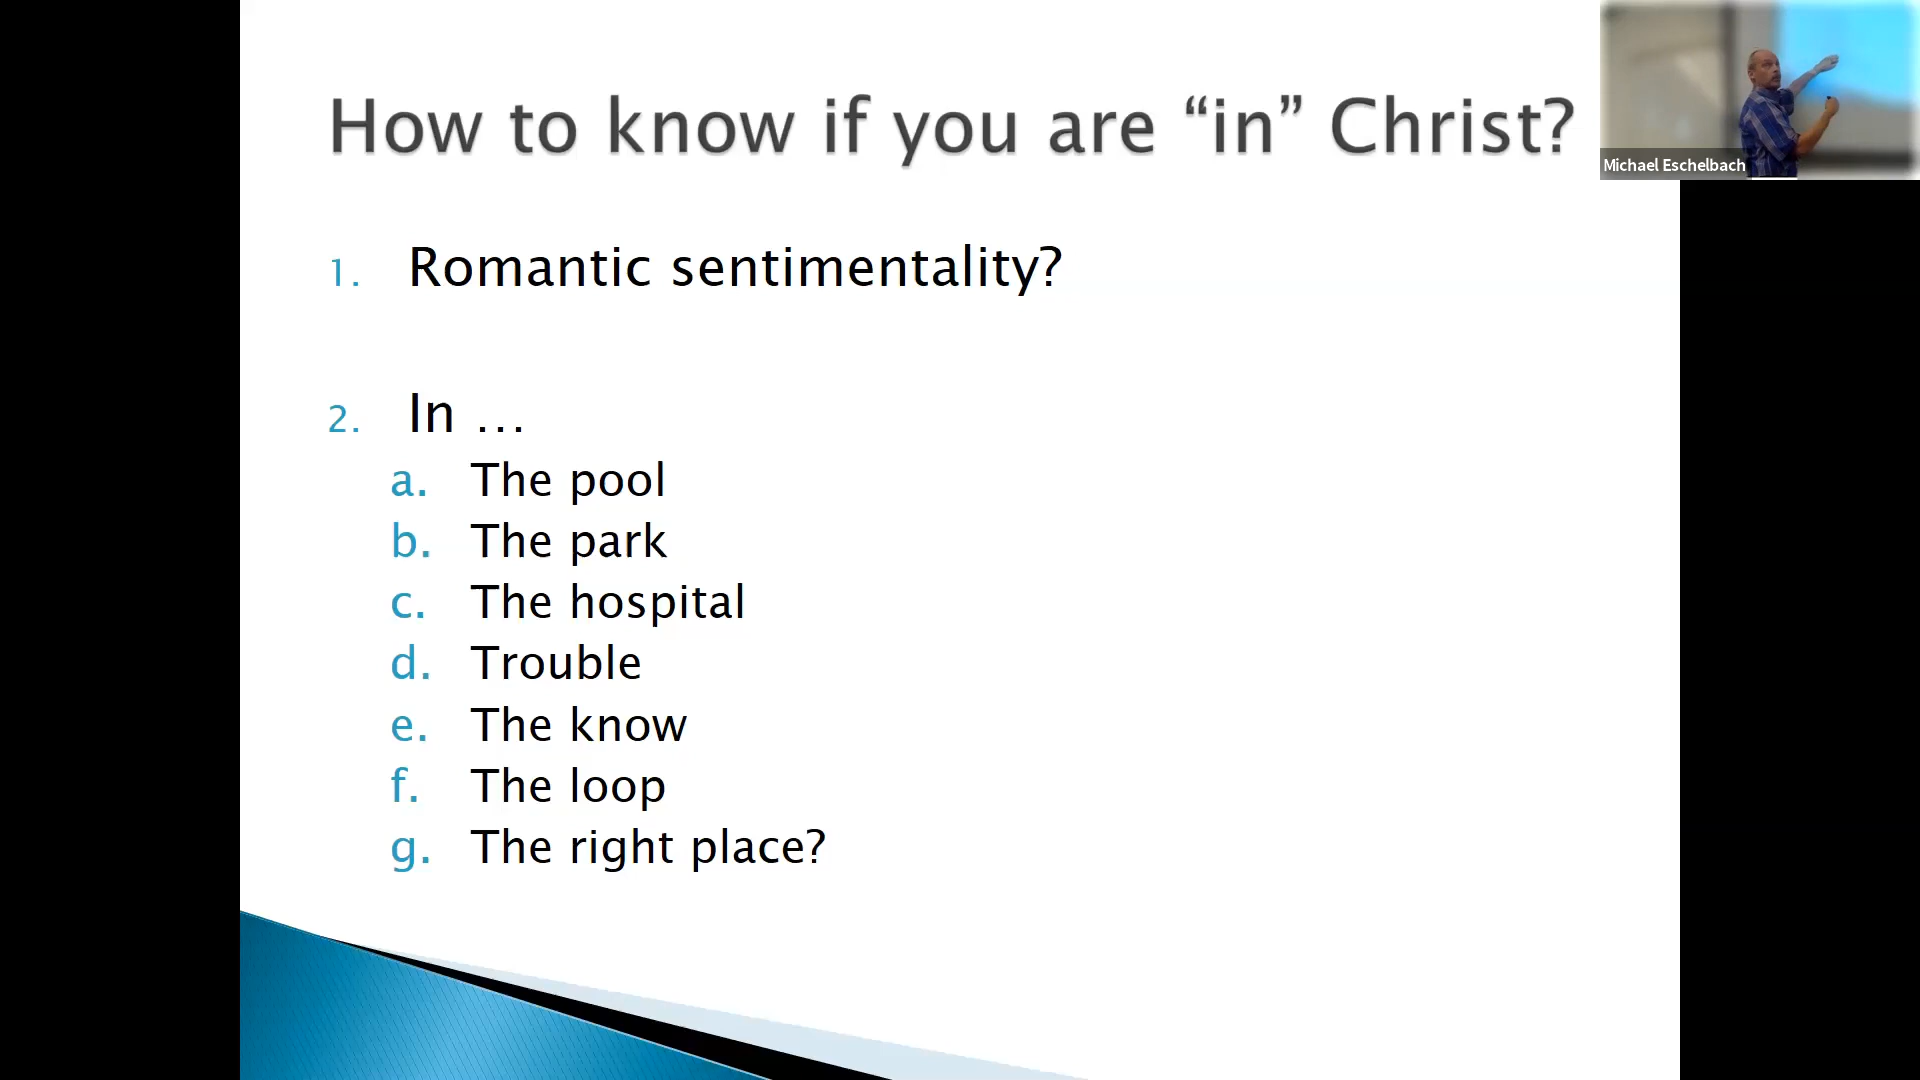 How to know if you are “in” Christ?
Michael Eschelbach
1. Romantic sentimentality?
2. In …
a. The pool
b. The park
c. The hospital
d. Trouble
e. The know
f. The loop
g. The right place?